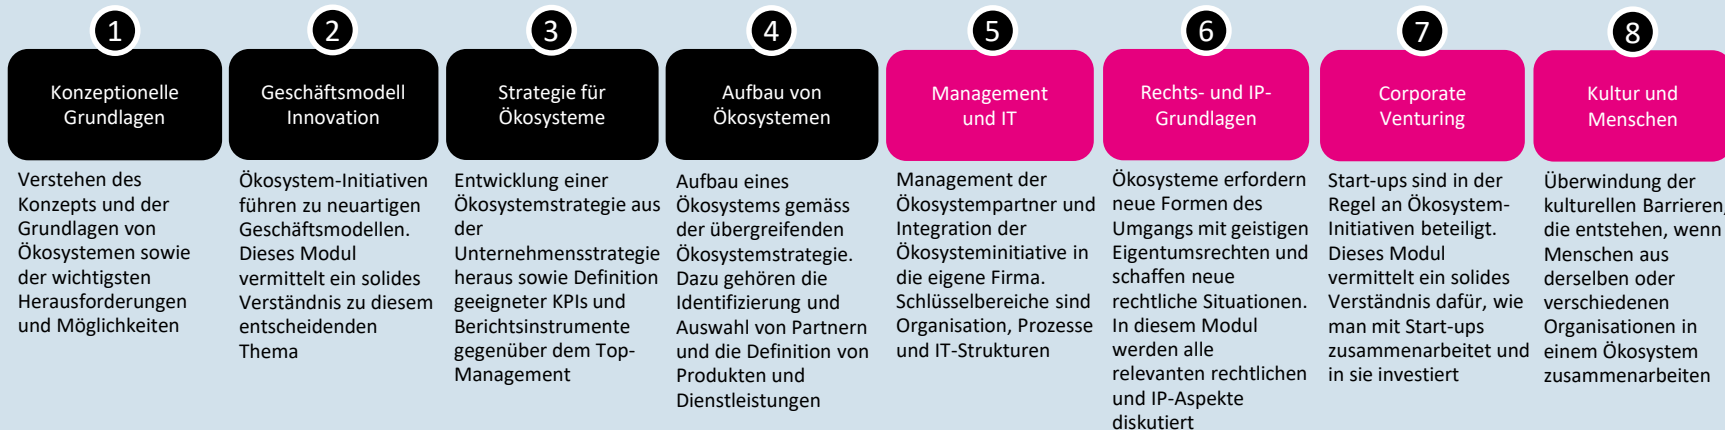 1
Konzeptionelle
Grundlagen
Verstehen des
Konzepts und der
Grundlagen von
Ökosystemen sowie
der wichtigsten
Herausforderungen
und Möglichkeiten
2
Geschäftsmodell
Innovation
Ökosystem-Initiativen
führen zu neuartigen
Geschäftsmodellen.
Dieses Modul
vermittelt ein solides
Verständnis zu diesem
entscheidenden
Thema
3
Strategie für
Ökosysteme
Entwicklung einer
Ökosystemstrategie aus
der
Unternehmensstrategie
heraus sowie Definition
geeigneter KPIs und
Berichtsinstrumente
gegenüber dem Top-
Management
4
Aufbau von
Ökosystemen
Aufbau eines
Ökosystems gemäss
der übergreifenden
Ökosystemstrategie.
Dazu gehören die
Identifizierung und
Auswahl von Partnern
und die Definition von
Produkten und
Dienstleistungen
5
Management
und IT
Management der
Ökosystempartner und
Integration der
Ökosysteminitiative in
die eigene Firma.
Schlüsselbereiche sind
Organisation, Prozesse
und IT-Strukturen
6
Rechts- und IP-
Grundlagen
Ökosysteme erfordern
neue Formen des
Umgangs mit geistigen
Eigentumsrechten und
schaffen neue
rechtliche Situationen.
In diesem Modul
werden alle
relevanten rechtlichen
und IP-Aspekte
diskutiert
7
Corporate
Venturing
Start-ups sind in der
Regel an Ökosystem-
Initiativen beteiligt.
Dieses Modul
vermittelt ein solides
Verständnis dafür, wie
man mit Start-ups
zusammenarbeitet und
in sie investiert
8
Kultur und
Menschen
Überwindung der
kulturellen Barrieren,
die entstehen, wenn
Menschen aus
derselben oder
verschiedenen
Organisationen in
einem Ökosystem
zusammenarbeiten